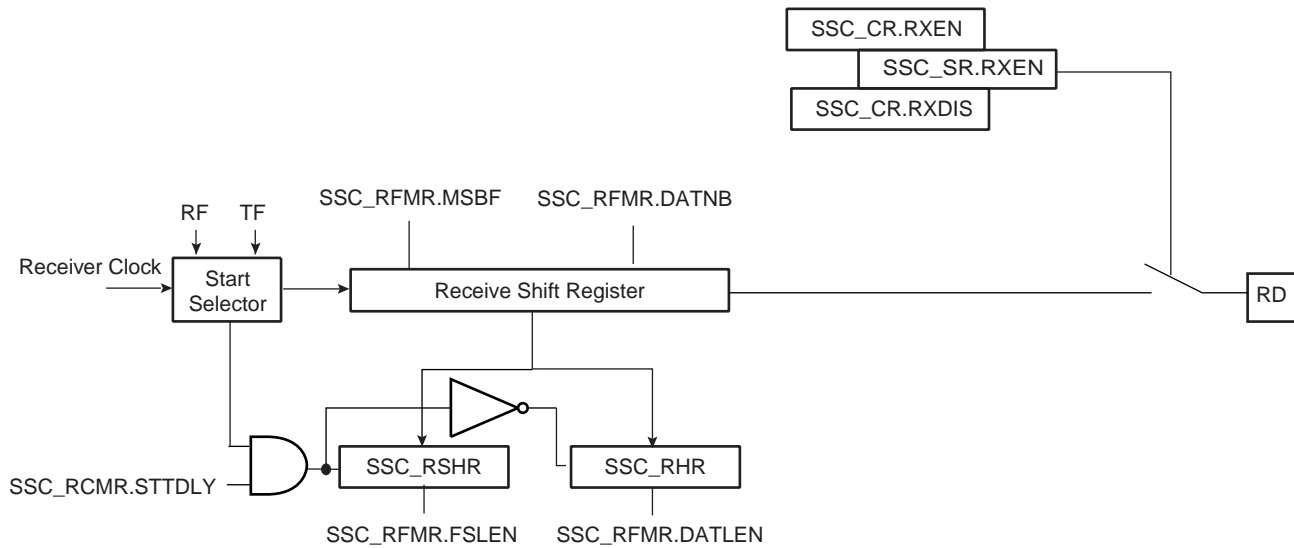 SSC_CR.RXEN
SSC_SR.RXEN
SSC_CR.RXDIS
SSC_RFMR.MSBF
SSC_RFMR.DATNB
RF
TF
Receiver Clock
Start
Selector
Receive Shift Register
RD
SSC_RSHR
SSC_RHR
SSC_RCMR.STTDLY
SSC_RFMR.FSLEN
SSC_RFMR.DATLEN